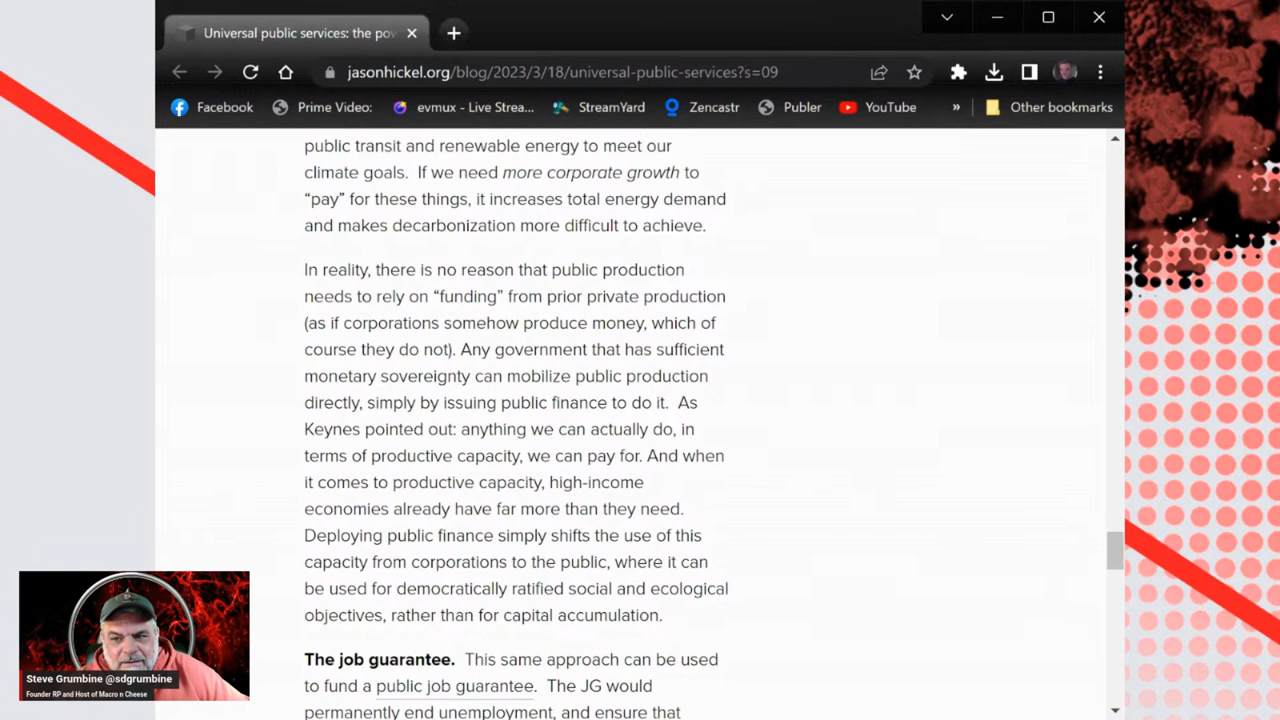 Universal public services: the pow
jasonhickel.org/blog/2023/3/18/universal-public-services?s=09
Facebook Prime Video: evmux - Live Strea... StreamYard Zencastr Publer YouTube » Other bookmarks
public transit and renewable energy to meet our
climate goals. If we need more corporate growth to
“pay” for these things, it increases total energy demand
and makes decarbonization more difficult to achieve.
In reality, there is no reason that public production
needs to rely on “funding” from prior private production
(as if corporations somehow produce money, which of
course they do not). Any government that has sufficient
monetary sovereignty can mobilize public production
directly, simply by issuing public finance to do it. As
Keynes pointed out: anything we can actually do, in
terms of productive capacity, we can pay for. And when
it comes to productive capacity, high-income
economies already have far more than they need.
Deploying public finance simply shifts the use of this
capacity from corporations to the public, where it can
be used for democratically ratified social and ecological
objectives, rather than for capital accumulation.
The job guarantee. This same approach can be used
to fund a public job guarantee. The JG would
permanently end unemployment, and ensure that
Steve Grumbine @sdgrumbine
Founder RP and Host of Macro n Cheese